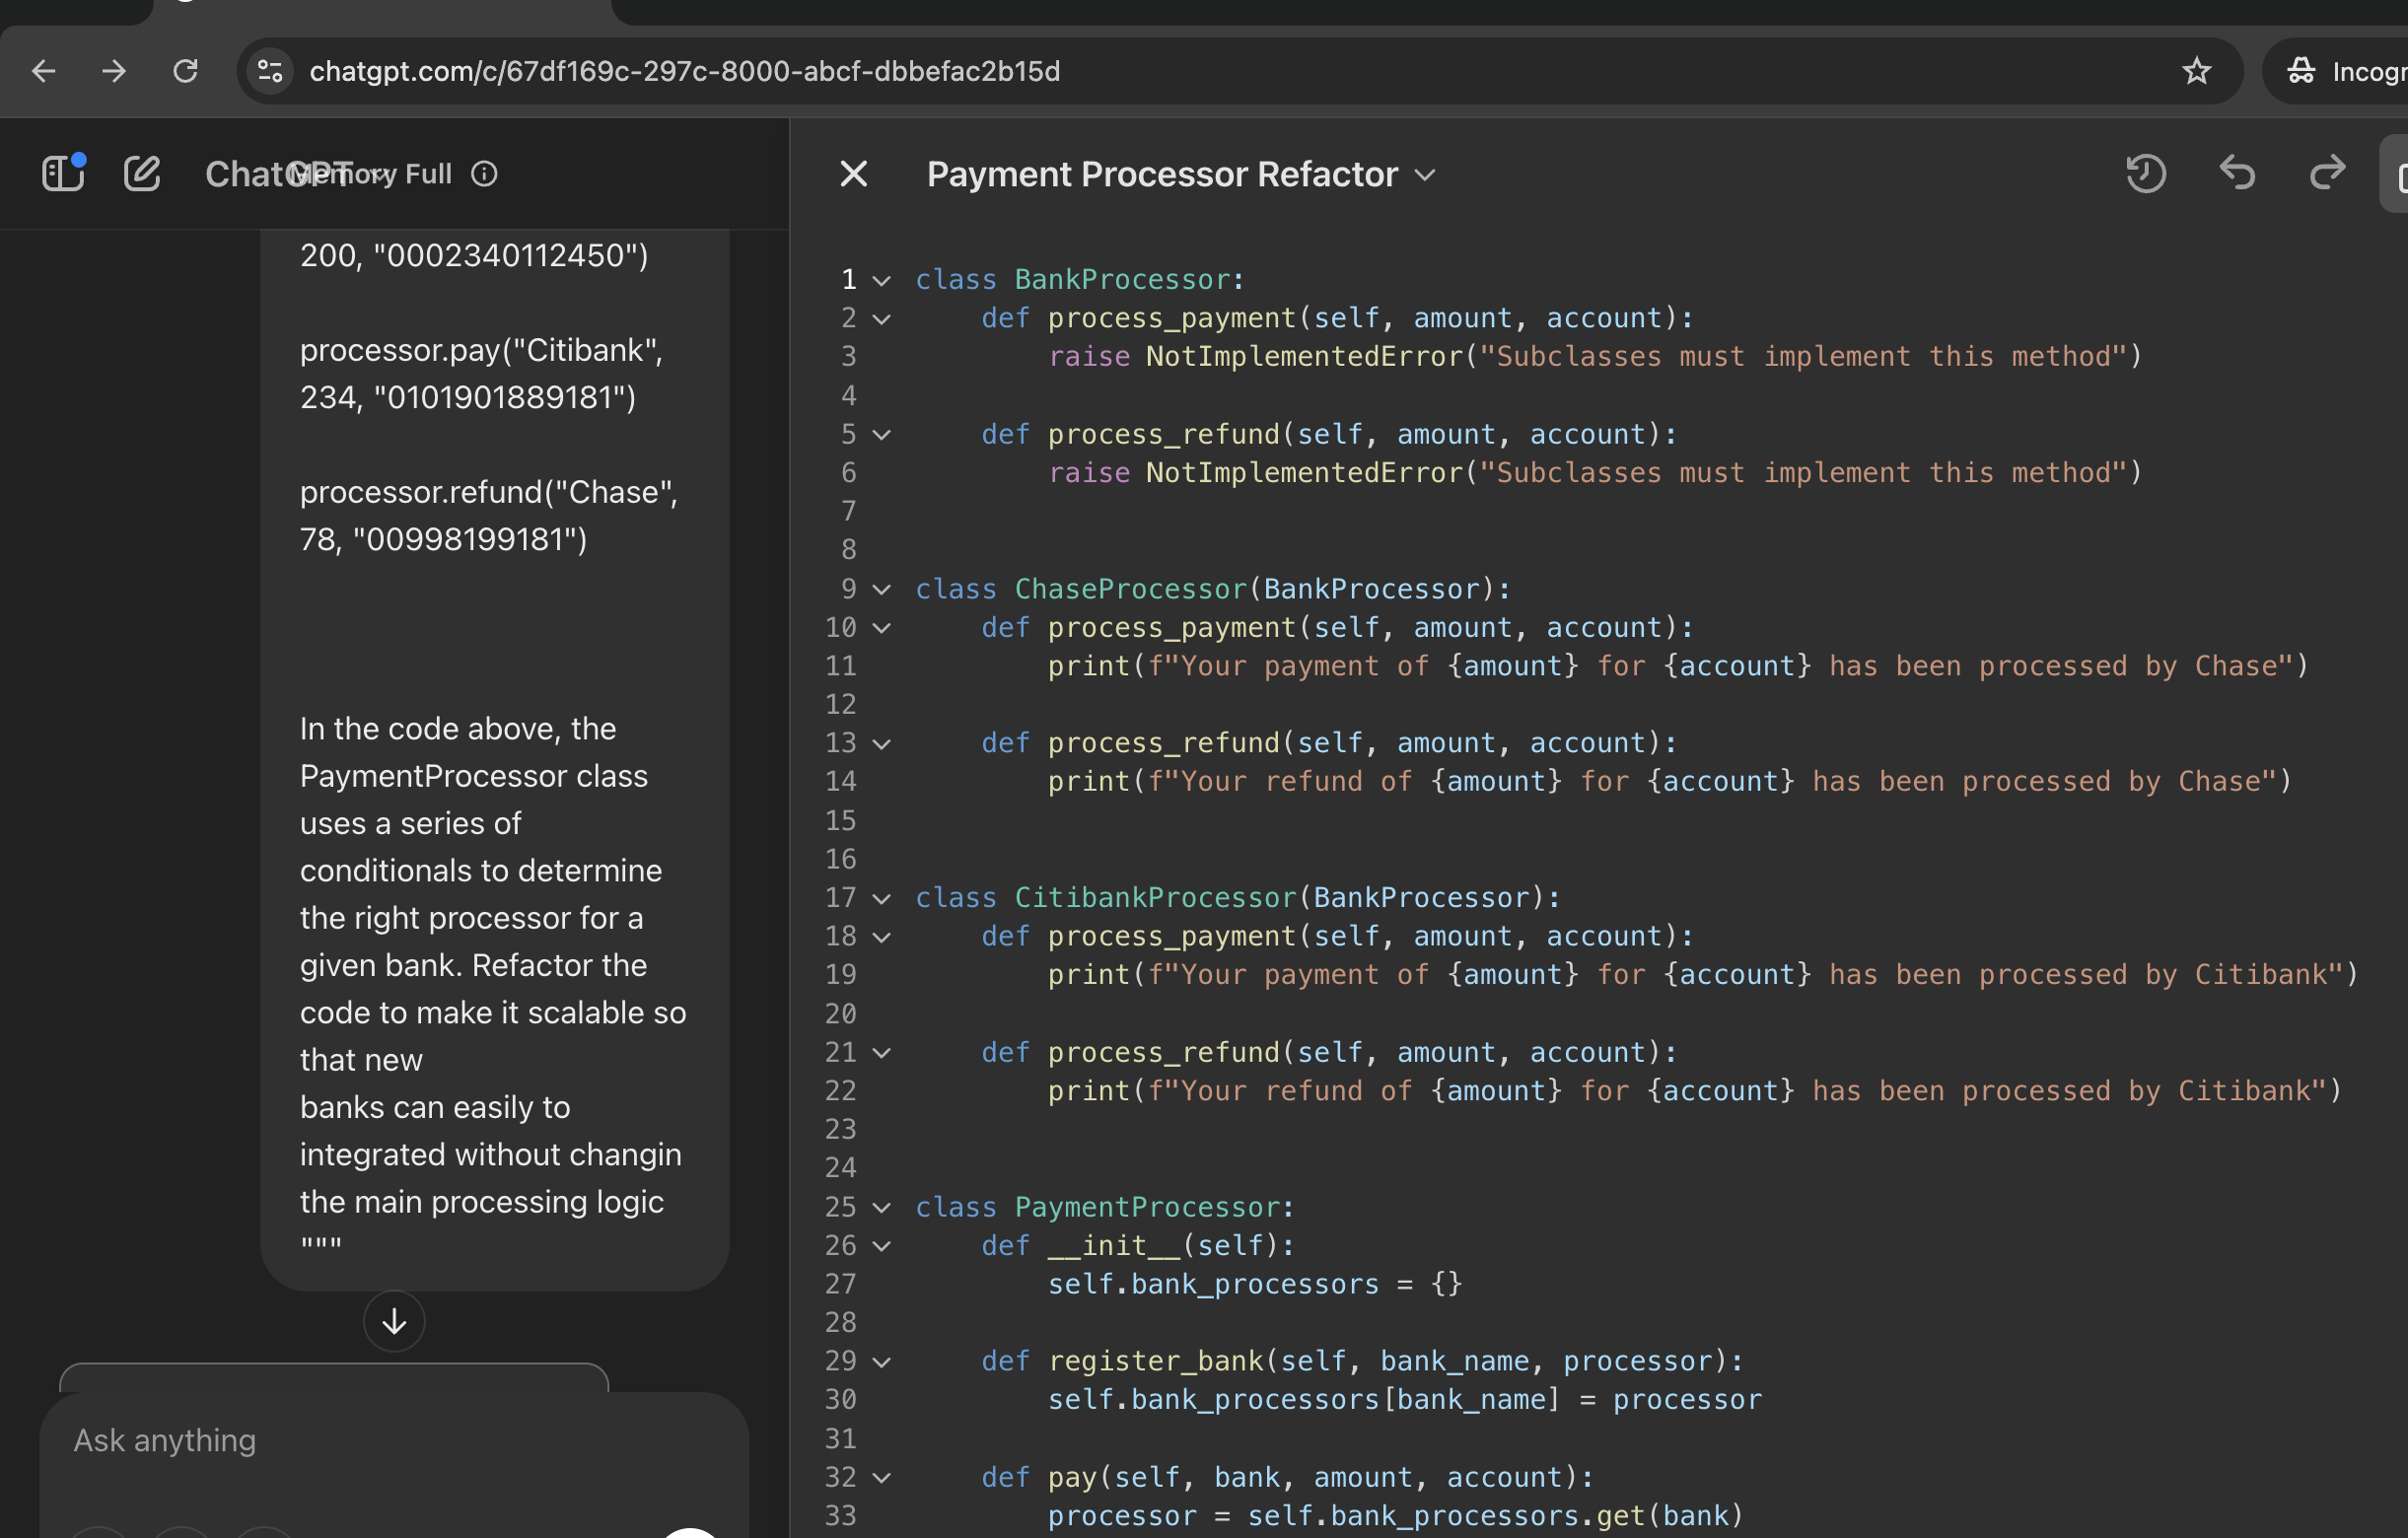 chatgpt.com/c/67df169c-297c-8000-abcf-dbbefac2b15d
ChatGPT
Memory Full
200, "0002340112450")
processor.pay("Citibank",
234, "0101901889181")
processor.refund("Chase",
78, "00998199181")
In the code above, the
PaymentProcessor class
uses a series of
conditionals to determine
the right processor for a
given bank. Refactor the
code to make it scalable so
that new
banks can easily to
integrated without changin
the main processing logic
"""
Ask anything
Payment Processor Refactor
1 class BankProcessor:
2     def process_payment(self, amount, account):
3         raise NotImplementedError("Subclasses must implement this method")
4
5     def process_refund(self, amount, account):
6         raise NotImplementedError("Subclasses must implement this method")
7
8
9 class ChaseProcessor(BankProcessor):
10     def process_payment(self, amount, account):
11         print(f"Your payment of {amount} for {account} has been processed by Chase")
12
13     def process_refund(self, amount, account):
14         print(f"Your refund of {amount} for {account} has been processed by Chase")
15
16
17 class CitibankProcessor(BankProcessor):
18     def process_payment(self, amount, account):
19         print(f"Your payment of {amount} for {account} has been processed by Citibank")
20
21     def process_refund(self, amount, account):
22         print(f"Your refund of {amount} for {account} has been processed by Citibank")
23
24
25 class PaymentProcessor:
26     def __init__(self):
27         self.bank_processors = {}
28
29     def register_bank(self, bank_name, processor):
30         self.bank_processors[bank_name] = processor
31
32     def pay(self, bank, amount, account):
33         processor = self.bank_processors.get(bank)